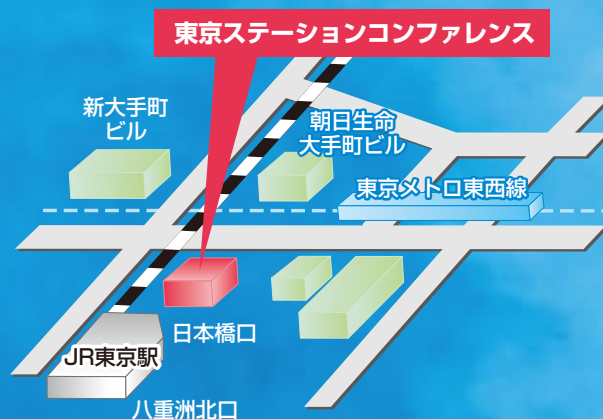 東京ステーションコンファレンス
新大手町
ビル
朝日生命
大手町ビル
東京メトロ東西線
日本橋口
JR東京駅
八重洲北口